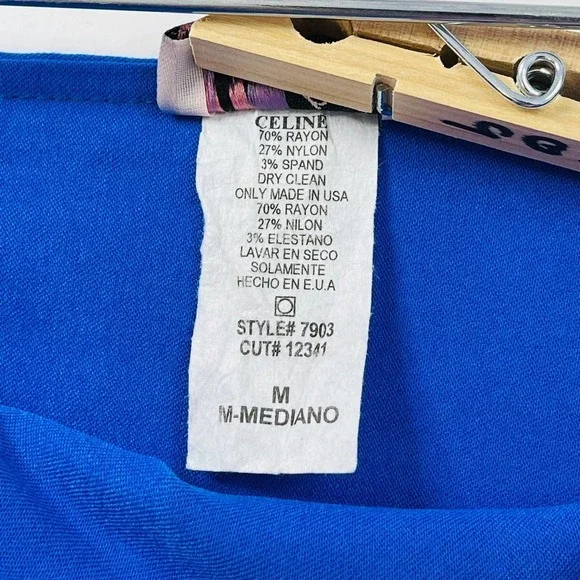 CELINE
70% RAYON
27% NYLON
3% SPAND
DRY CLEAN
ONLY MADE IN USA
70% RAYON
27% NILON
3% ELESTANO
LAVAR EN SECO
SOLAMENTE
HECHO EN E.U.A
STYLE# 7903
CUT# 12341
M
M-MEDIANO